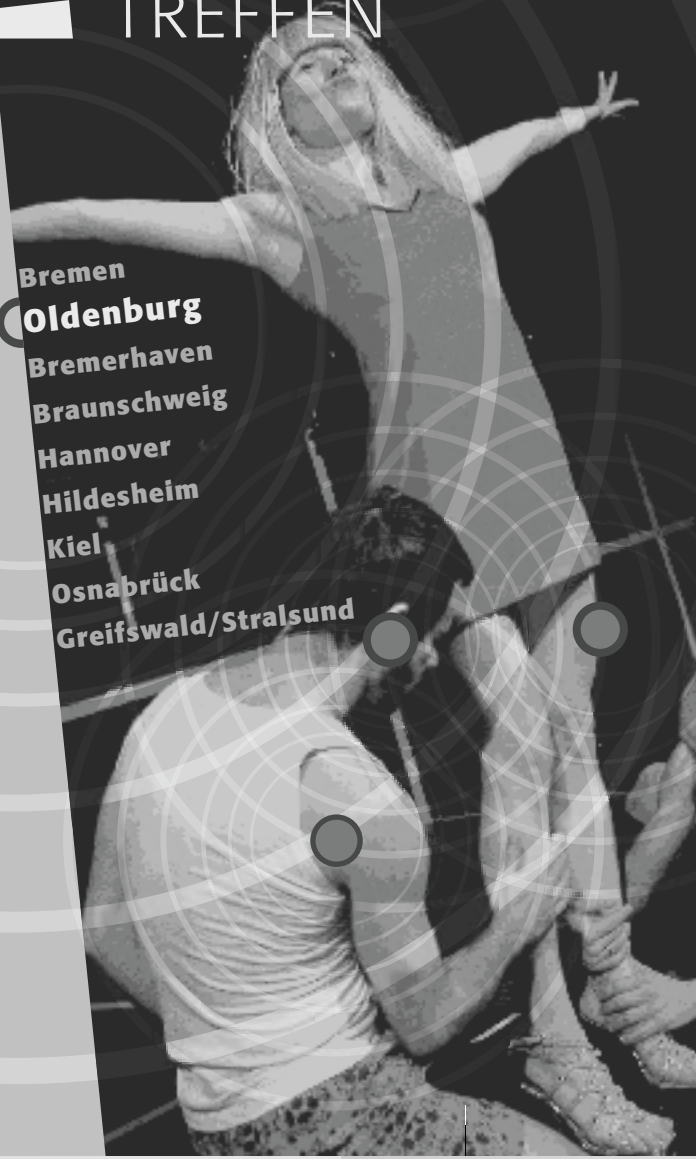 TREFFEN
Bremen
Oldenburg
Bremerhaven
Braunschweig
Hannover
Hildesheim
Kiel
Osnabrück
Greifswald/Stralsund